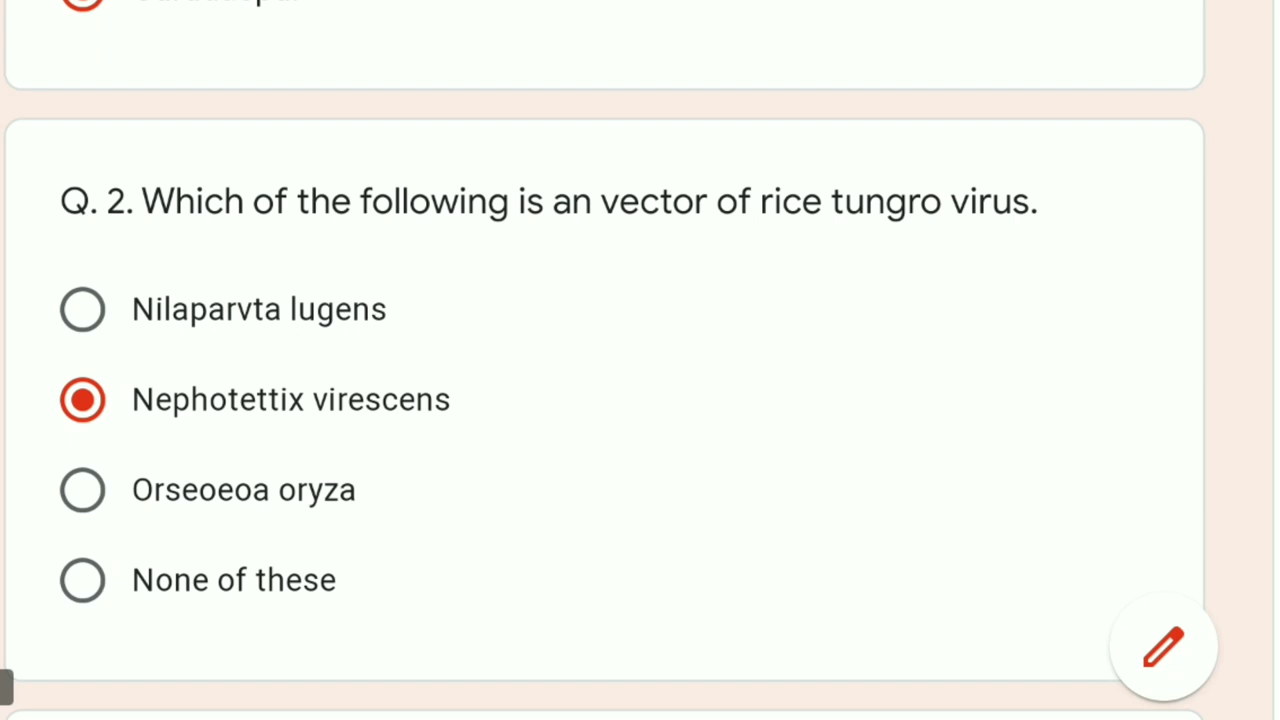 Q. 2. Which of the following is an vector of rice tungro virus.
Nilaparvta lugens
Nephotettix virescens
Orseoeoa oryza
None of these